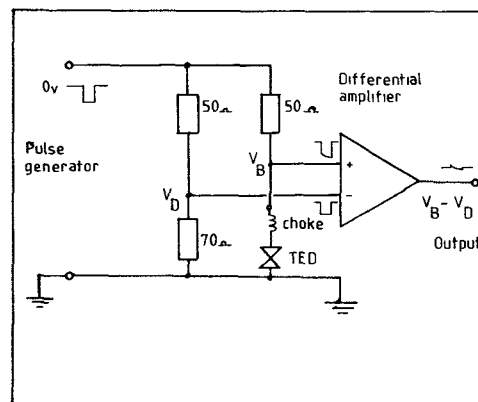 0v
Pulse
generator
50Ω
50Ω
Differential
amplifier
V_B
+
V_D
−
choke
70Ω
TED
V_B − V_D
Output